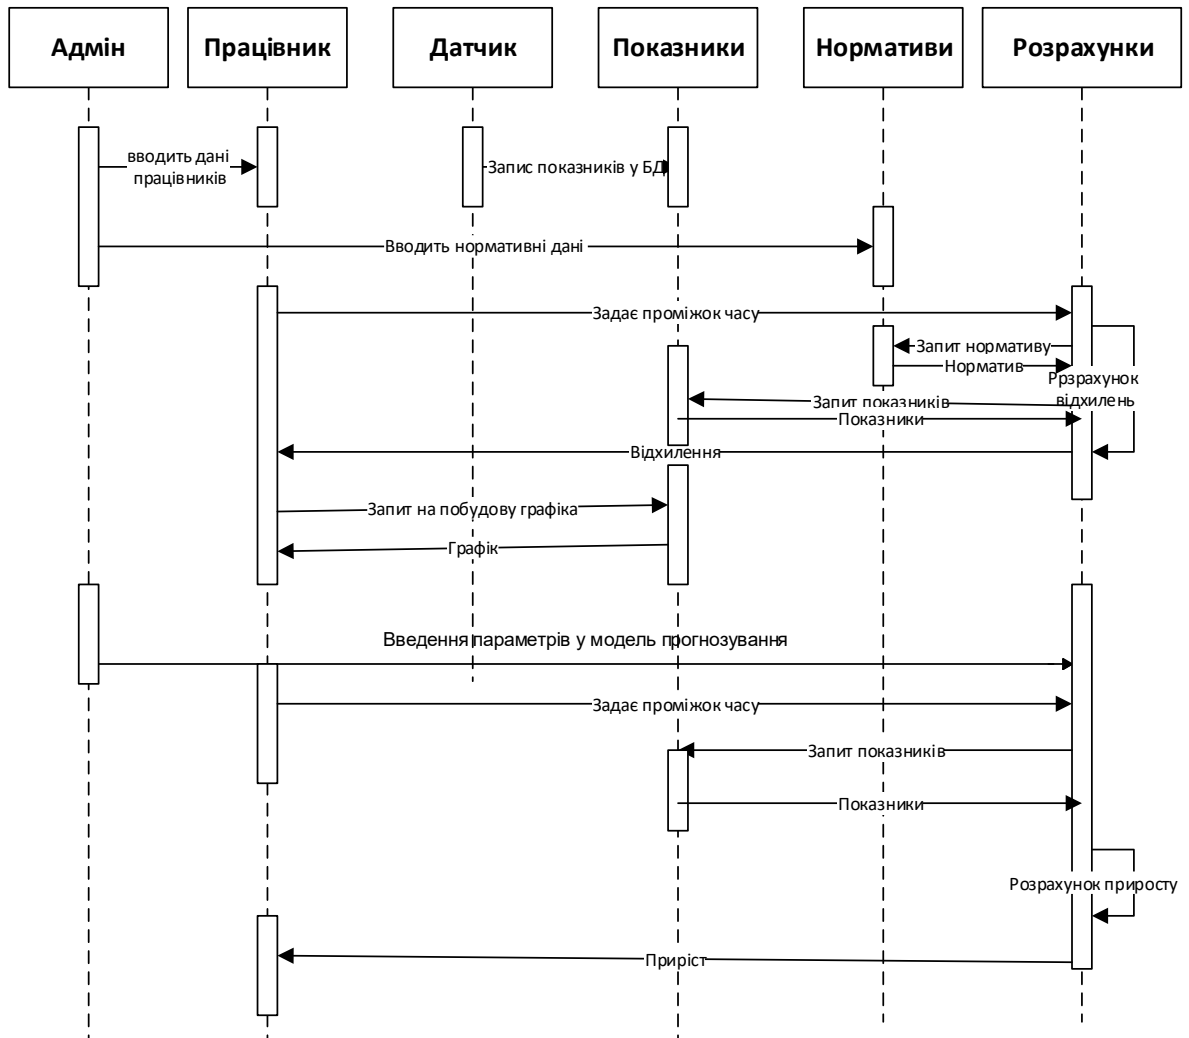 Адмін
Працівник
Датчик
Показники
Нормативи
Розрахунки
вводить дані
працівників
Запис показників у БД
Вводить нормативні дані
Задає проміжок часу
Запит нормативу
Норматив
Ррзрахунок
відхилень
Запит показників
Показники
Відхилення
Запит на побудову графіка
Графік
Введення параметрів у модель прогнозування
Задає проміжок часу
Запит показників
Показники
Розрахунок приросту
Приріст